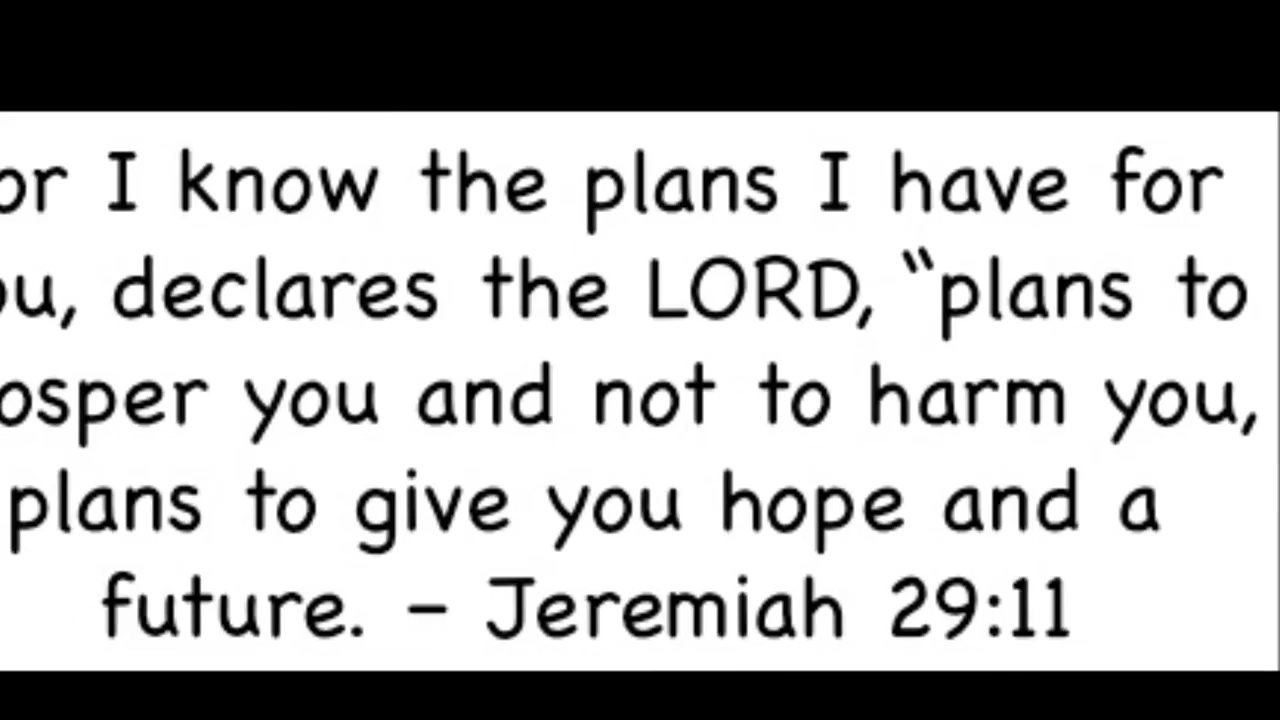 or I know the plans I have for
ou, declares the LORD, “plans to
osper you and not to harm you,
plans to give you hope and a
future. – Jeremiah 29:11